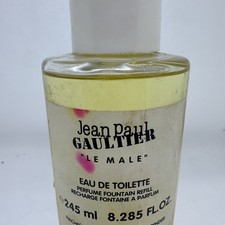 Jean Paul
GAULTIER
"LE MALE"
EAU DE TOILETTE
PERFUME FOUNTAIN REFILL
RECHARGE FONTAINE A PARFUM
245 ml 8.285 FL.OZ.